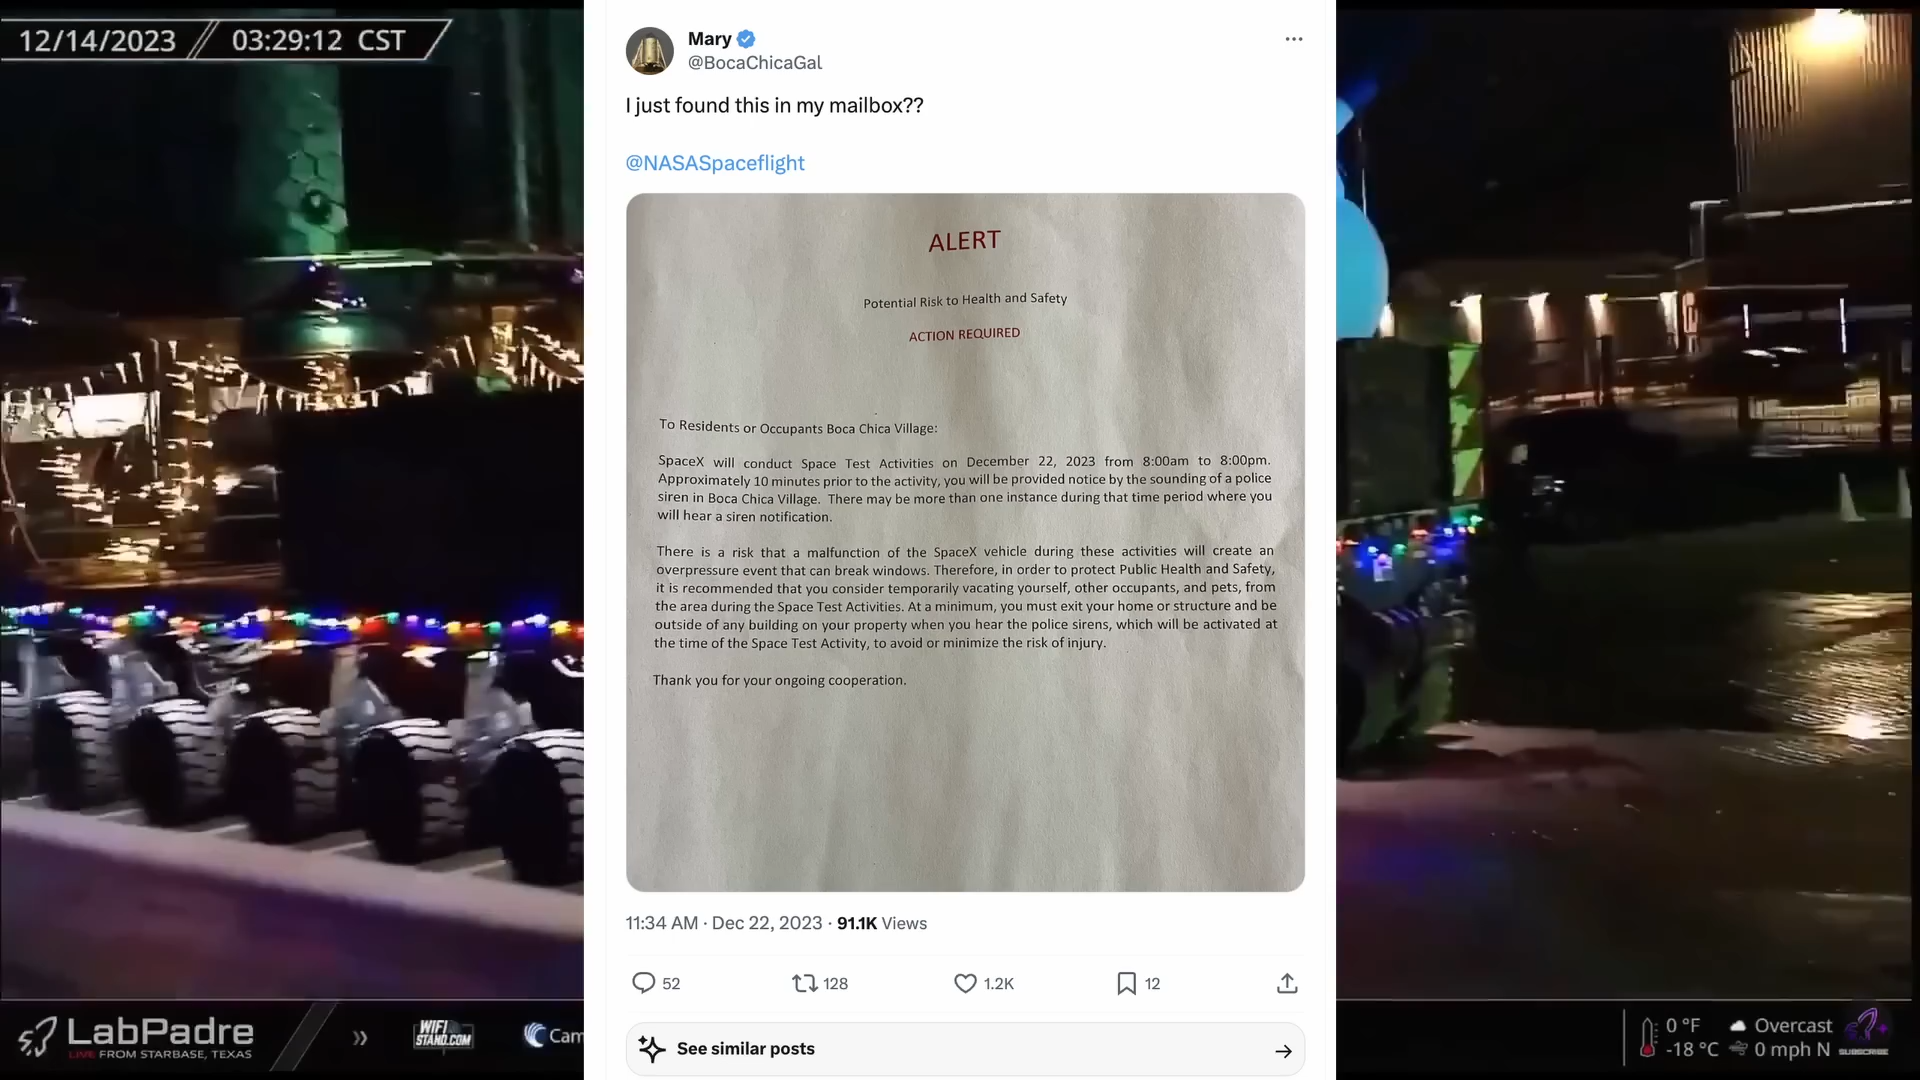 12/14/2023 03:29:12 CST
Mary
@BocaChicaGal
I just found this in my mailbox??
@NASASpaceflight
ALERT
Potential Risk to Health and Safety
ACTION REQUIRED
To Residents or Occupants Boca Chica Village:
SpaceX will conduct Space Test Activities on December 22, 2023 from 8:00am to 8:00pm.
Approximately 10 minutes prior to the activity, you will be provided notice by the sounding of a police
siren in Boca Chica Village. There may be more than one instance during that time period where you
will hear a siren notification.
There is a risk that a malfunction of the SpaceX vehicle during these activities will create an
overpressure event that can break windows. Therefore, in order to protect Public Health and Safety,
it is recommended that you consider temporarily vacating yourself, other occupants, and pets, from
the area during the Space Test Activities. At a minimum, you must exit your home or structure and be
outside of any building on your property when you hear the police sirens, which will be activated at
the time of the Space Test Activity, to avoid or minimize the risk of injury.
Thank you for your ongoing cooperation.
11:34 AM · Dec 22, 2023 · 91.1K Views
52 128 1.2K 12
See similar posts
LabPadre
LIVE FROM STARBASE, TEXAS
WIFI
STAND.COM
Cam
0 °F Overcast
-18 °C 0 mph N
SUBSCRIBE